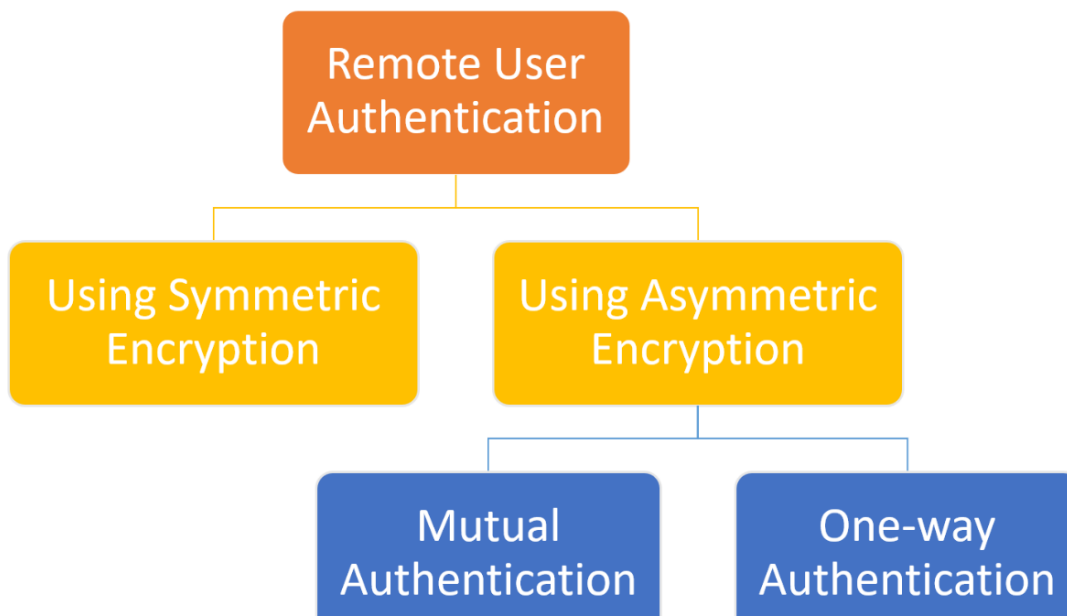 Remote User
Authentication
Using Symmetric
Encryption
Using Asymmetric
Encryption
Mutual
Authentication
One-way
Authentication